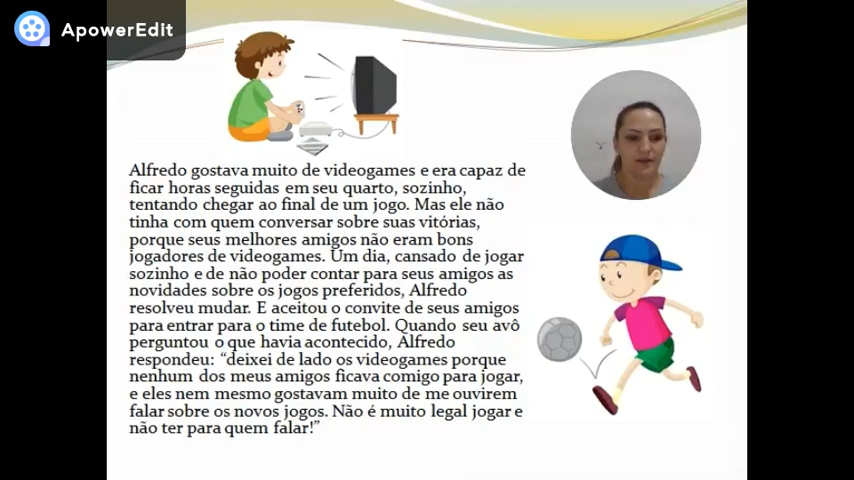 ApowerEdit
Alfredo gostava muito de videogames e era capaz de
ficar horas seguidas em seu quarto, sozinho,
tentando chegar ao final de um jogo. Mas ele não
tinha com quem conversar sobre suas vitórias,
porque seus melhores amigos não eram bons
jogadores de videogames. Um dia, cansado de jogar
sozinho e de não poder contar para seus amigos as
novidades sobre os jogos preferidos, Alfredo
resolveu mudar. E aceitou o convite de seus amigos
para entrar para o time de futebol. Quando seu avô
perguntou o que havia acontecido, Alfredo
respondeu: “deixei de lado os videogames porque
nenhum dos meus amigos ficava comigo para jogar,
e eles nem mesmo gostavam muito de me ouvirem
falar sobre os novos jogos. Não é muito legal jogar e
não ter para quem falar!”